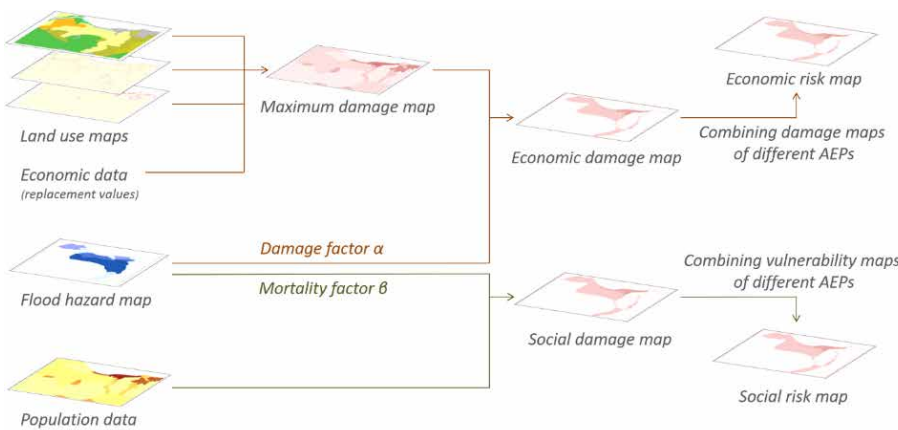 Land use maps
Economic data
(replacement values)
Maximum damage map
Economic damage map
Economic risk map
Combining damage maps
of different AEPs
Flood hazard map
Damage factor α
Mortality factor β
Population data
Social damage map
Combining vulnerability maps
of different AEPs
Social risk map